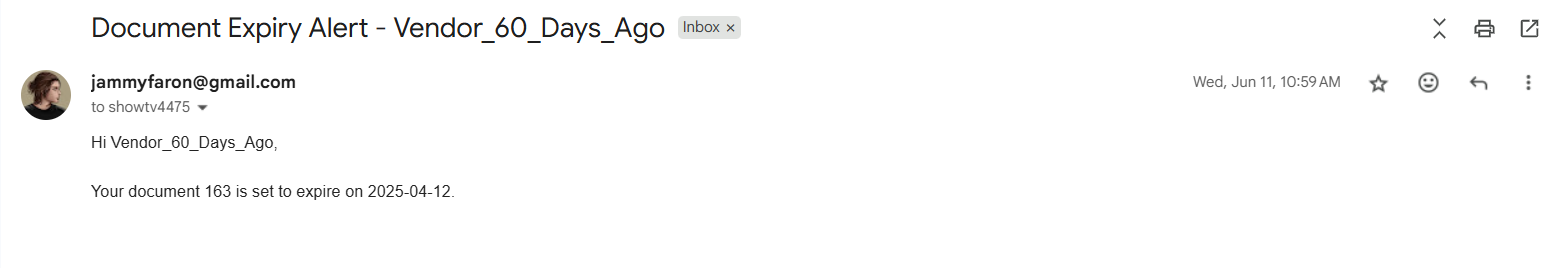 Document Expiry Alert - Vendor_60_Days_Ago Inbox ×
jammyfaron@gmail.com Wed, Jun 11, 10:59 AM
to showtv4475
Hi Vendor_60_Days_Ago,
Your document 163 is set to expire on 2025-04-12.